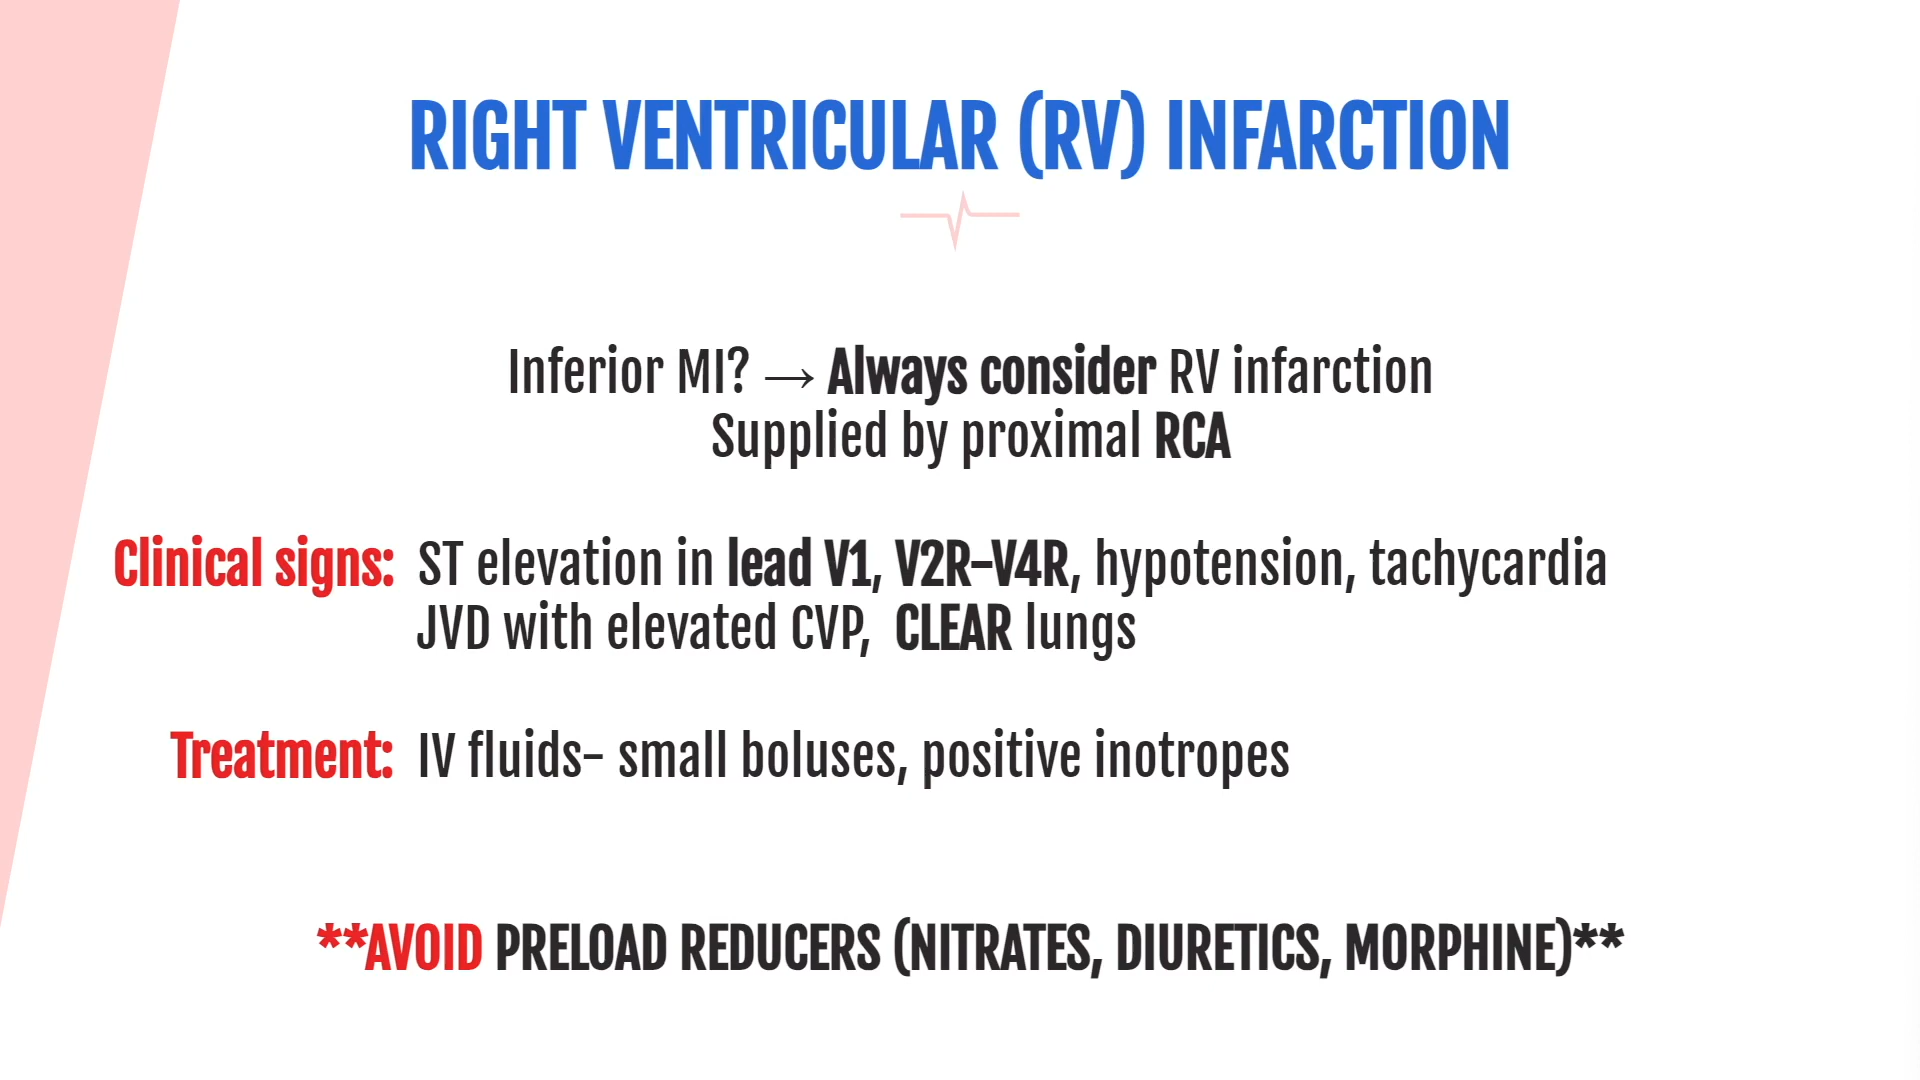 RIGHT VENTRICULAR (RV) INFARCTION
Inferior MI? → Always consider RV infarction
Supplied by proximal RCA
Clinical signs: ST elevation in lead V1, V2R–V4R, hypotension, tachycardia
JVD with elevated CVP, CLEAR lungs
Treatment: IV fluids– small boluses, positive inotropes
**AVOID PRELOAD REDUCERS (NITRATES, DIURETICS, MORPHINE)**